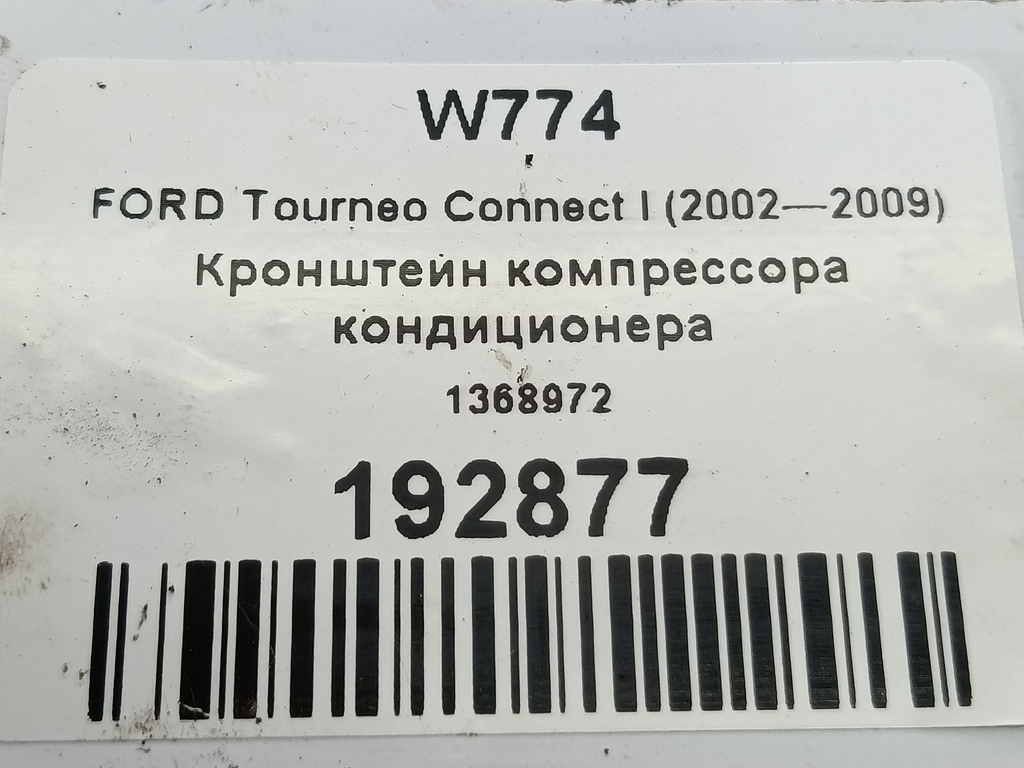 W774
FORD Tourneo Connect I (2002—2009)
Кронштейн компрессора
кондиционера
1368972
192877